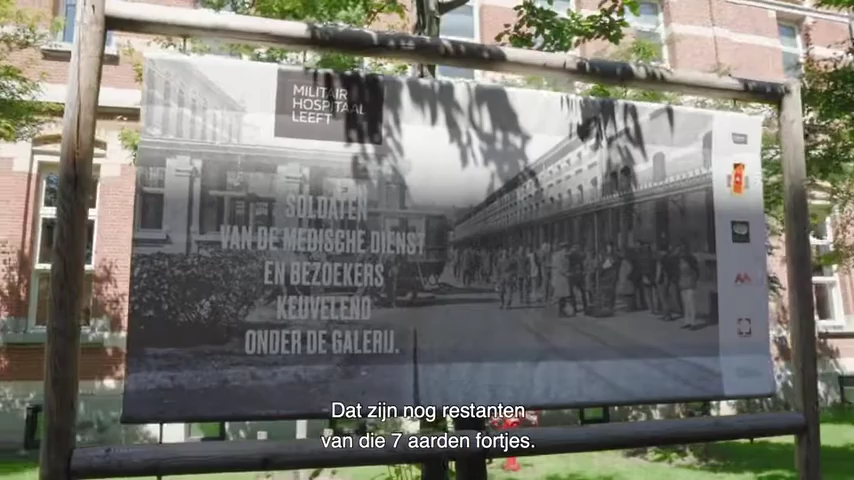 MILITAIR
HOSPITAAL
LEEFT
SOLDATEN
VAN DE MEDISCHE DIENST
EN BEZOEKERS
KEUVELEND
ONDER DE GALERIJ.
Dat zijn nog restanten
van die 7 aarden fortjes.